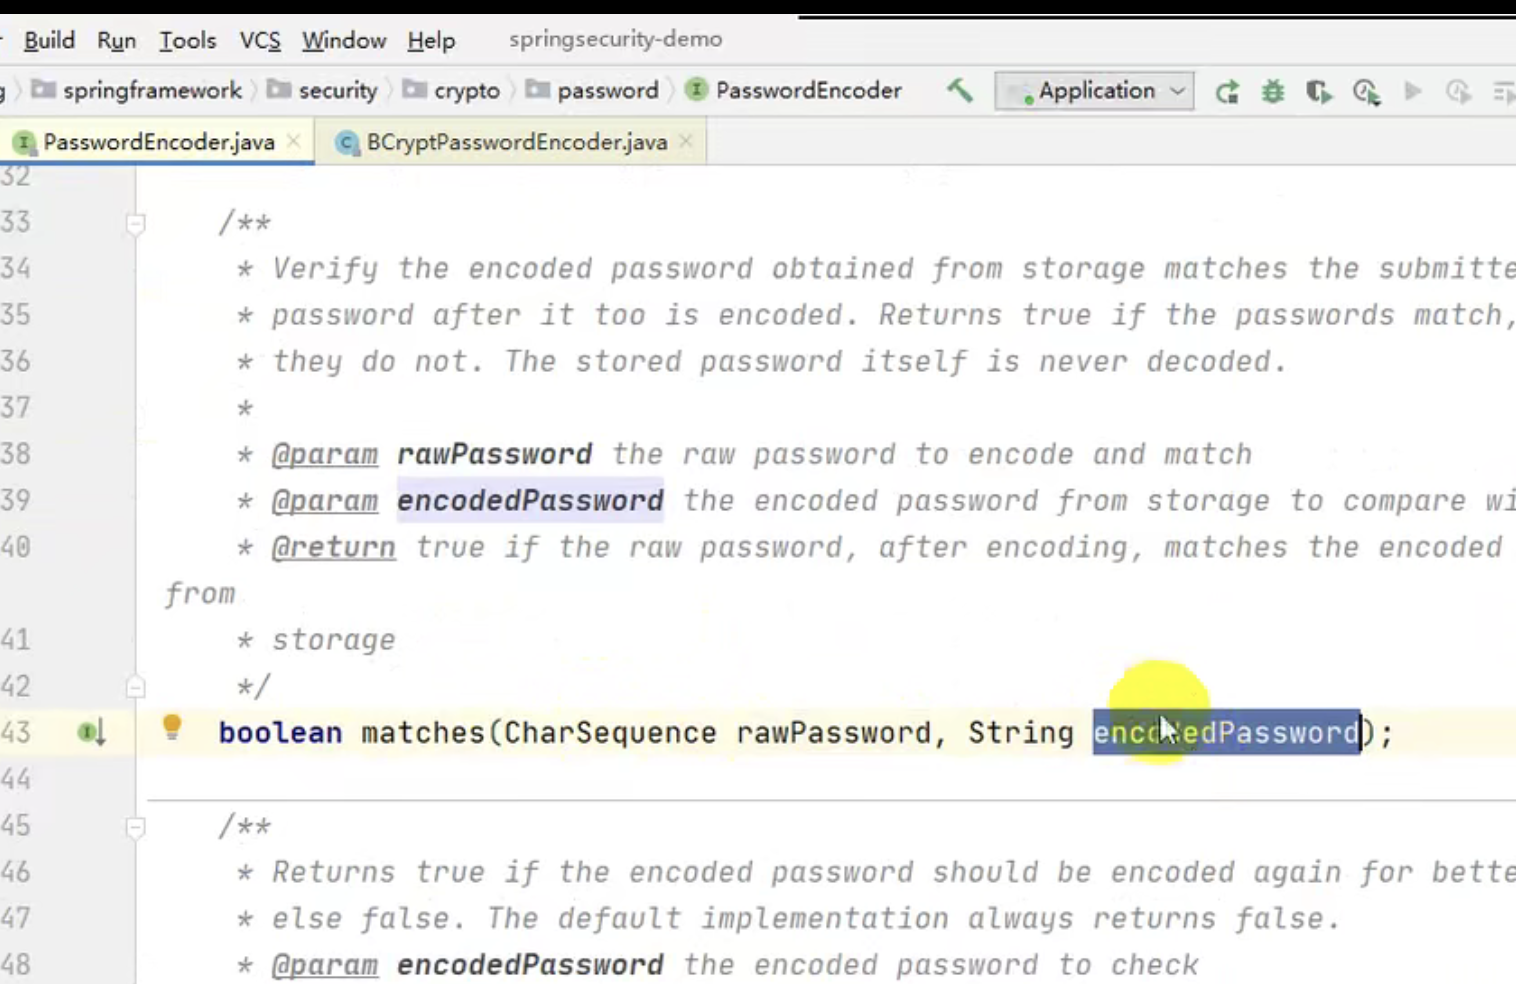 Build Run Tools VCS Window Help springsecurity-demo
springframework security crypto password PasswordEncoder Application
PasswordEncoder.java BCryptPasswordEncoder.java
32
33 /**
34 * Verify the encoded password obtained from storage matches the submitte
35 * password after it too is encoded. Returns true if the passwords match,
36 * they do not. The stored password itself is never decoded.
37 *
38 * @param rawPassword the raw password to encode and match
39 * @param encodedPassword the encoded password from storage to compare wi
40 * @return true if the raw password, after encoding, matches the encoded
from
41 * storage
42 */
43 boolean matches(CharSequence rawPassword, String encodedPassword);
44
45 /**
46 * Returns true if the encoded password should be encoded again for bette
47 * else false. The default implementation always returns false.
48 * @param encodedPassword the encoded password to check